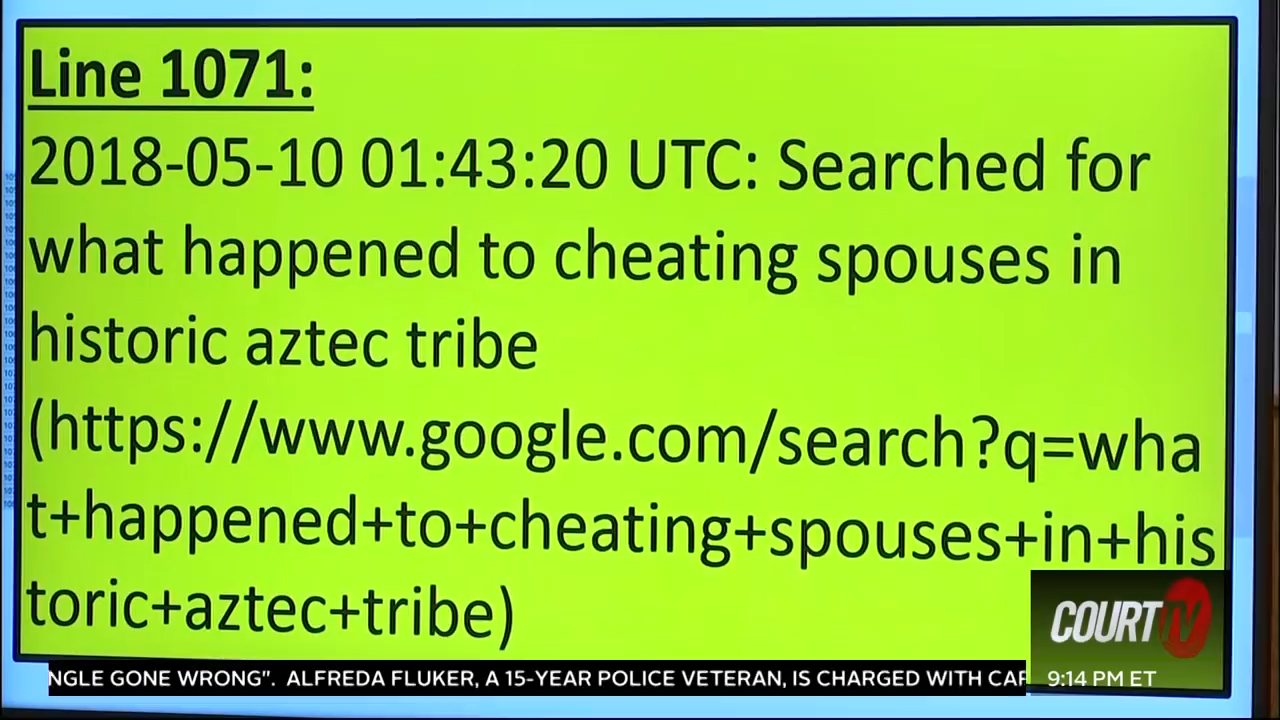 Line 1071:
2018-05-10 01:43:20 UTC: Searched for
what happened to cheating spouses in
historic aztec tribe
(https://www.google.com/search?q=wha
t+happened+to+cheating+spouses+in+his
toric+aztec+tribe)
COURT TV
NGLE GONE WRONG". ALFREDA FLUKER, A 15-YEAR POLICE VETERAN, IS CHARGED WITH CAP
9:14 PM ET